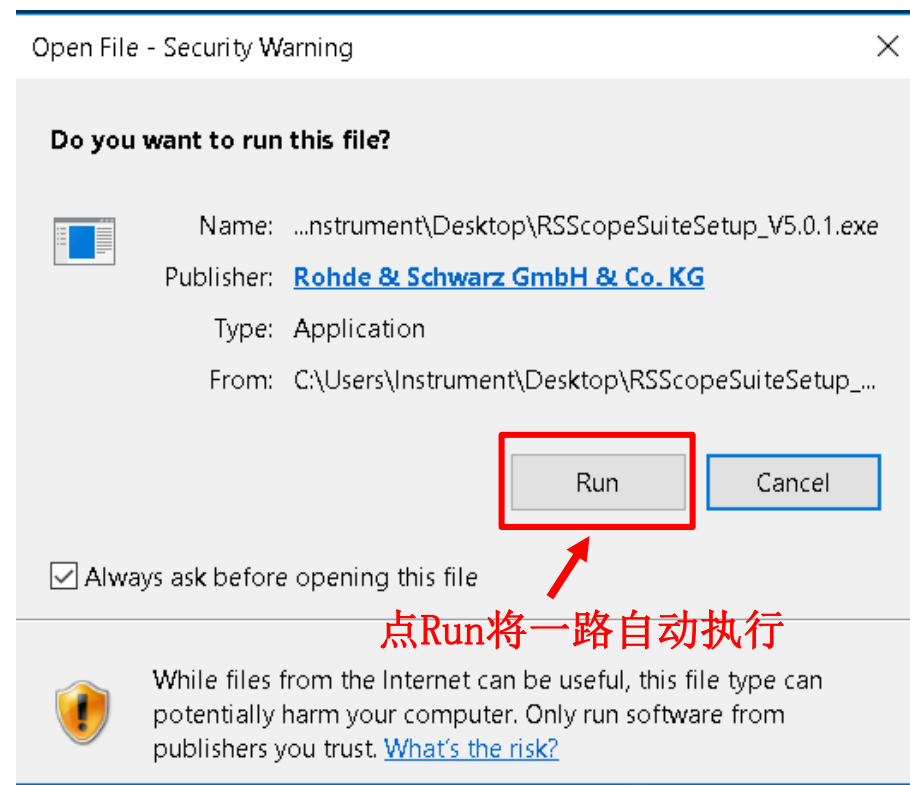 Open File - Security Warning
Do you want to run this file?
Name: ...nstrument\Desktop\RSScopeSuiteSetup_V5.0.1.exe
Publisher: Rohde & Schwarz GmbH & Co. KG
Type: Application
From: C:\Users\Instrument\Desktop\RSScopeSuiteSetup_...
Run Cancel
Always ask before opening this file
点Run将一路自动执行
While files from the Internet can be useful, this file type can
potentially harm your computer. Only run software from
publishers you trust. What's the risk?